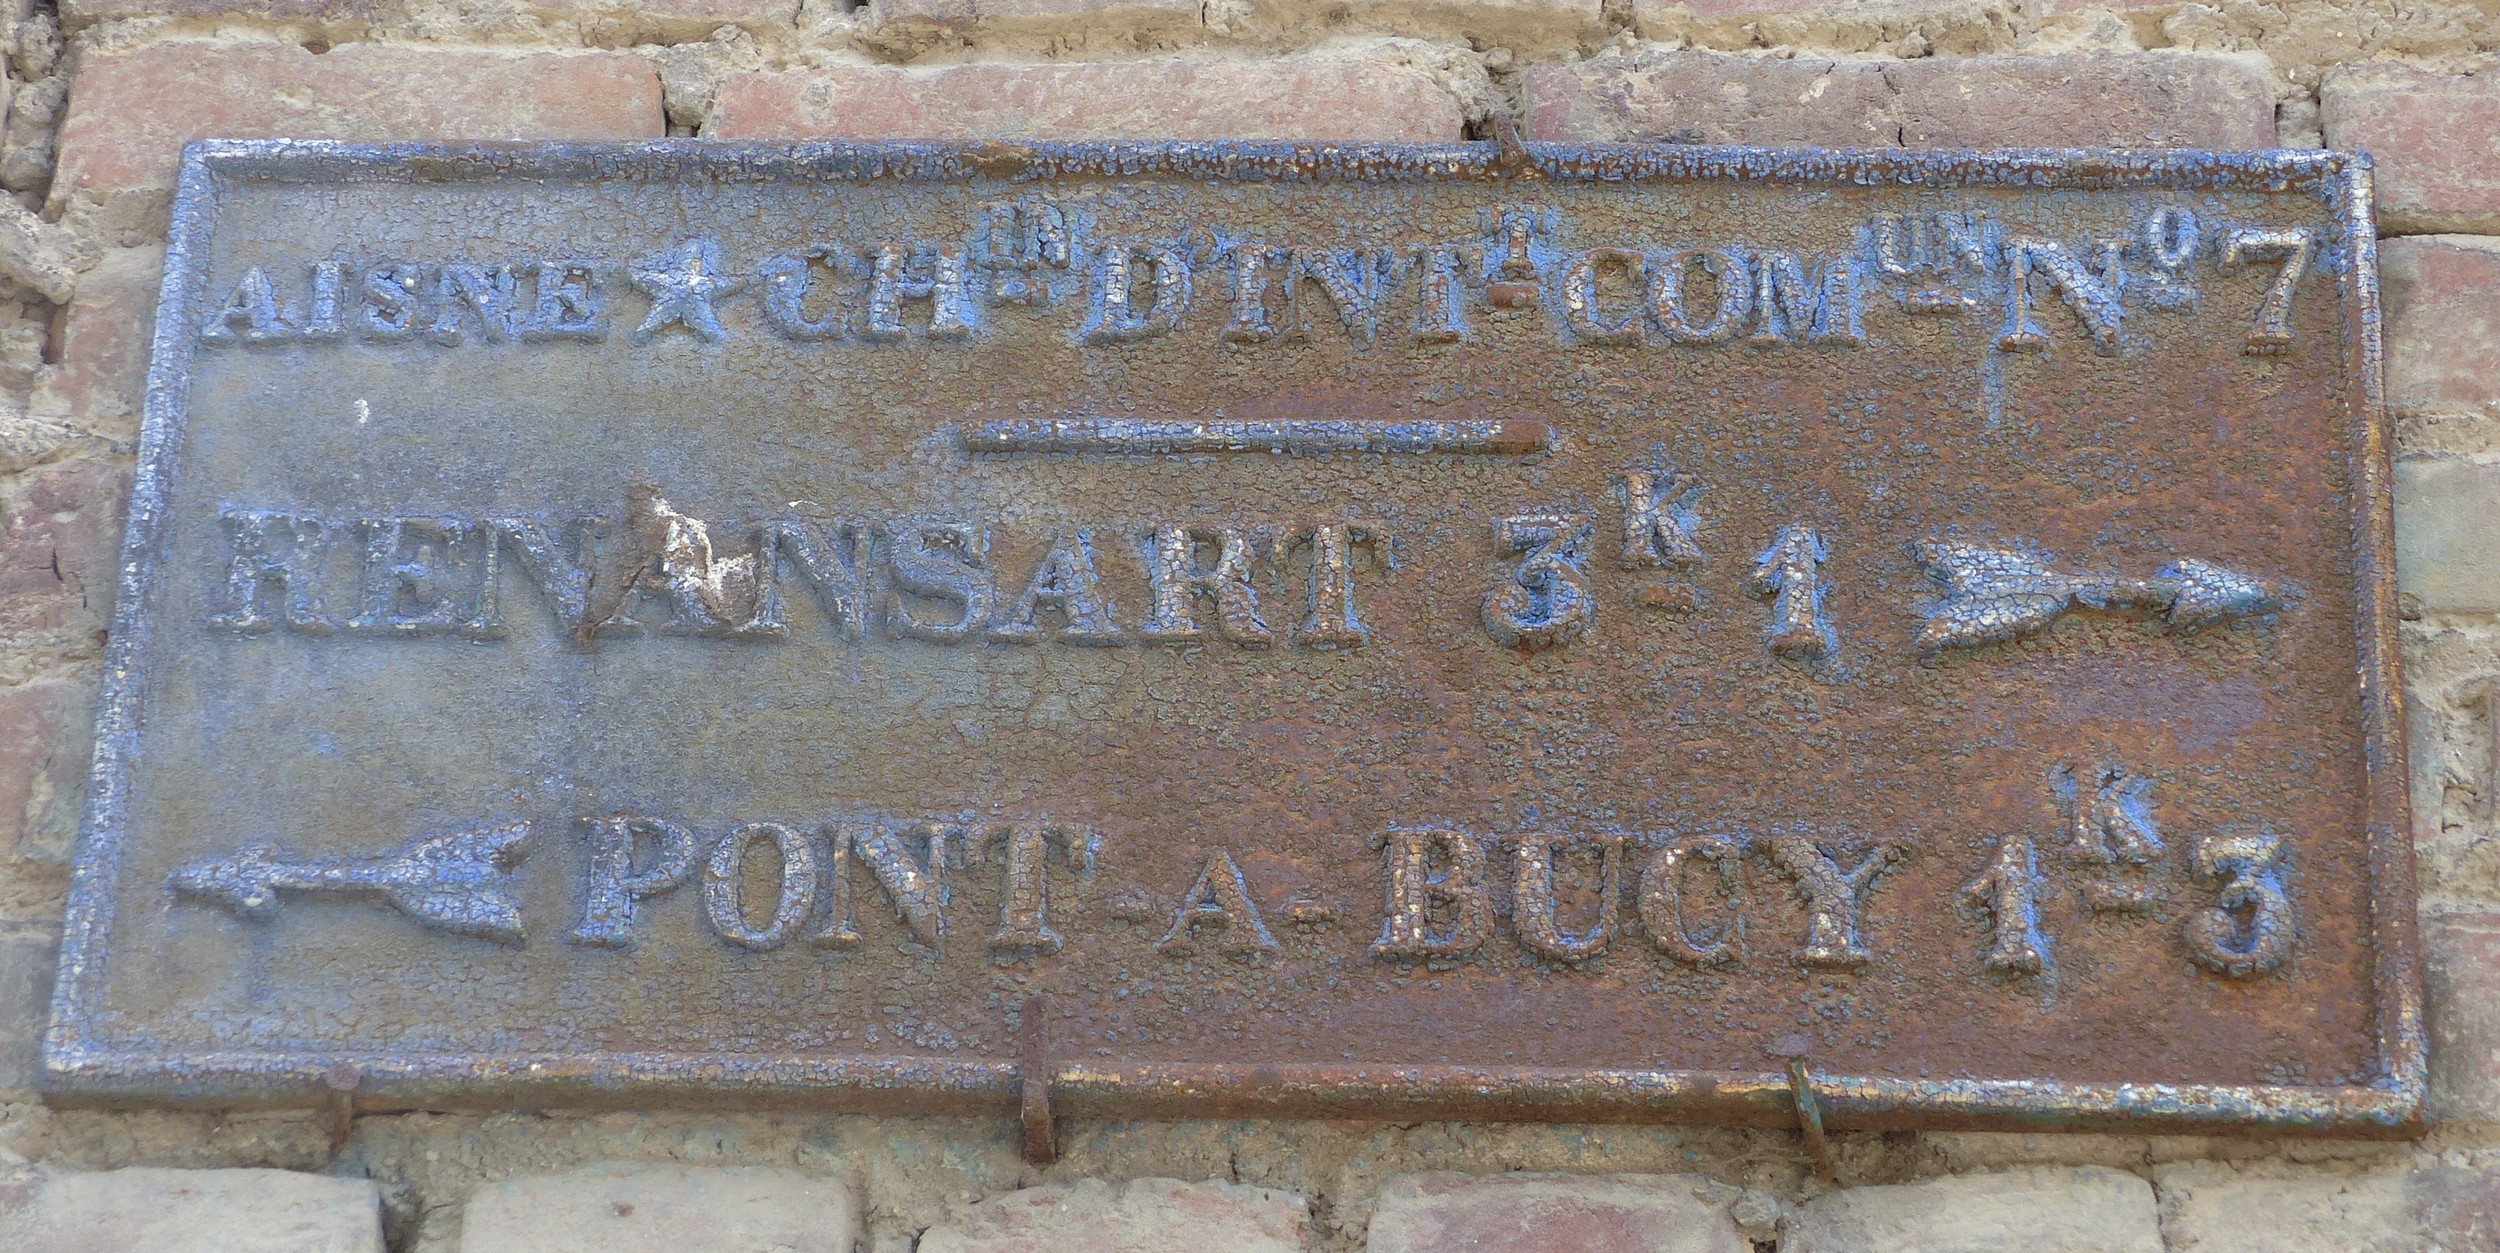 AISNE ★ CHIN D'INTT COMUN NO 7
RENANSART 3K 1
PONT-A-BUCY 1K 3